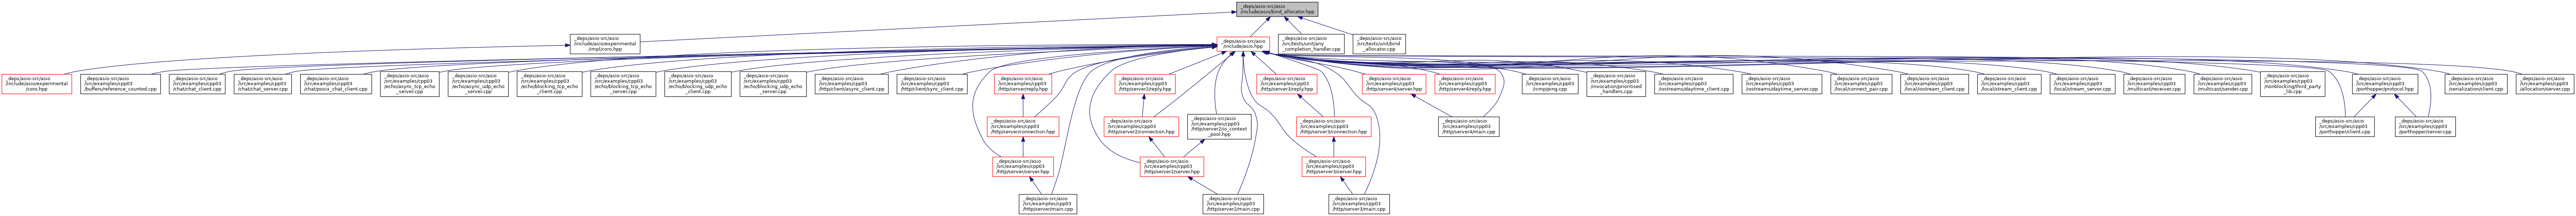 _deps/asio-src/asio
/include/asio/bind_allocator.hpp
_deps/asio-src/asio
/include/asio/experimental
/impl/coro.hpp
_deps/asio-src/asio
/include/asio.hpp
_deps/asio-src/asio
/src/tests/unit/any
_completion_handler.cpp
_deps/asio-src/asio
/src/tests/unit/bind
_allocator.cpp
_deps/asio-src/asio
/include/asio/experimental
/coro.hpp
_deps/asio-src/asio
/src/examples/cpp03
/buffers/reference_counted.cpp
_deps/asio-src/asio
/src/examples/cpp03
/chat/chat_client.cpp
_deps/asio-src/asio
/src/examples/cpp03
/chat/chat_server.cpp
_deps/asio-src/asio
/src/examples/cpp03
/chat/posix_chat_client.cpp
_deps/asio-src/asio
/src/examples/cpp03
/echo/async_tcp_echo
_server.cpp
_deps/asio-src/asio
/src/examples/cpp03
/echo/async_udp_echo
_server.cpp
_deps/asio-src/asio
/src/examples/cpp03
/echo/blocking_tcp_echo
_client.cpp
_deps/asio-src/asio
/src/examples/cpp03
/echo/blocking_tcp_echo
_server.cpp
_deps/asio-src/asio
/src/examples/cpp03
/echo/blocking_udp_echo
_client.cpp
_deps/asio-src/asio
/src/examples/cpp03
/echo/blocking_udp_echo
_server.cpp
_deps/asio-src/asio
/src/examples/cpp03
/http/client/async_client.cpp
_deps/asio-src/asio
/src/examples/cpp03
/http/client/sync_client.cpp
_deps/asio-src/asio
/src/examples/cpp03
/http/server/reply.hpp
_deps/asio-src/asio
/src/examples/cpp03
/http/server2/reply.hpp
_deps/asio-src/asio
/src/examples/cpp03
/http/server3/reply.hpp
_deps/asio-src/asio
/src/examples/cpp03
/http/server4/server.hpp
_deps/asio-src/asio
/src/examples/cpp03
/http/server4/reply.hpp
_deps/asio-src/asio
/src/examples/cpp03
/icmp/ping.cpp
_deps/asio-src/asio
/src/examples/cpp03
/invocation/prioritised
_handlers.cpp
_deps/asio-src/asio
/src/examples/cpp03
/iostreams/daytime_client.cpp
_deps/asio-src/asio
/src/examples/cpp03
/iostreams/daytime_server.cpp
_deps/asio-src/asio
/src/examples/cpp03
/local/connect_pair.cpp
_deps/asio-src/asio
/src/examples/cpp03
/local/iostream_client.cpp
_deps/asio-src/asio
/src/examples/cpp03
/local/stream_client.cpp
_deps/asio-src/asio
/src/examples/cpp03
/local/stream_server.cpp
_deps/asio-src/asio
/src/examples/cpp03
/multicast/receiver.cpp
_deps/asio-src/asio
/src/examples/cpp03
/multicast/sender.cpp
_deps/asio-src/asio
/src/examples/cpp03
/nonblocking/third_party
_lib.cpp
_deps/asio-src/asio
/src/examples/cpp03
/porthopper/protocol.hpp
_deps/asio-src/asio
/src/examples/cpp03
/serialization/client.cpp
_deps/asio-src/asio
/src/examples/cpp03
/allocation/server.cpp
_deps/asio-src/asio
/src/examples/cpp03
/http/server/connection.hpp
_deps/asio-src/asio
/src/examples/cpp03
/http/server2/connection.hpp
_deps/asio-src/asio
/src/examples/cpp03
/http/server2/io_context
_pool.hpp
_deps/asio-src/asio
/src/examples/cpp03
/http/server3/connection.hpp
_deps/asio-src/asio
/src/examples/cpp03
/http/server4/main.cpp
_deps/asio-src/asio
/src/examples/cpp03
/porthopper/client.cpp
_deps/asio-src/asio
/src/examples/cpp03
/porthopper/server.cpp
_deps/asio-src/asio
/src/examples/cpp03
/http/server/server.hpp
_deps/asio-src/asio
/src/examples/cpp03
/http/server2/server.hpp
_deps/asio-src/asio
/src/examples/cpp03
/http/server3/server.hpp
_deps/asio-src/asio
/src/examples/cpp03
/http/server/main.cpp
_deps/asio-src/asio
/src/examples/cpp03
/http/server2/main.cpp
_deps/asio-src/asio
/src/examples/cpp03
/http/server3/main.cpp